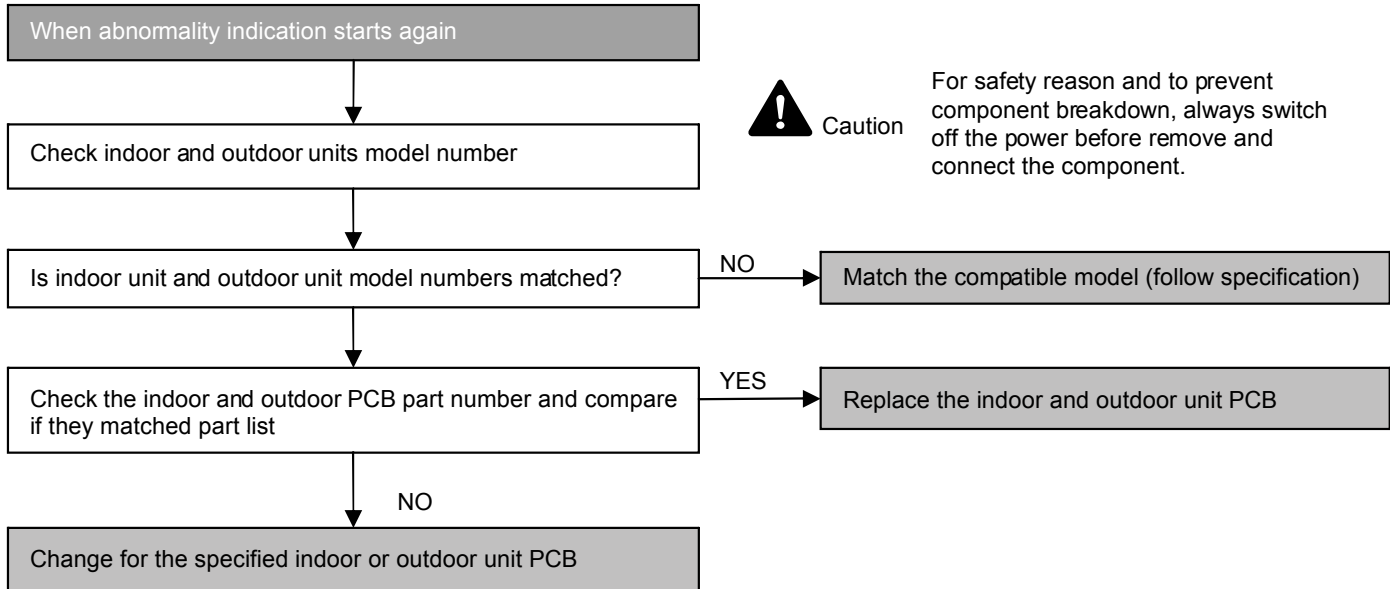 When abnormality indication starts again
For safety reason and to prevent
component breakdown, always switch
off the power before remove and
connect the component.
Caution
Check indoor and outdoor units model number
Is indoor unit and outdoor unit model numbers matched?
NO
Match the compatible model (follow specification)
Check the indoor and outdoor PCB part number and compare
if they matched part list
YES
Replace the indoor and outdoor unit PCB
NO
Change for the specified indoor or outdoor unit PCB